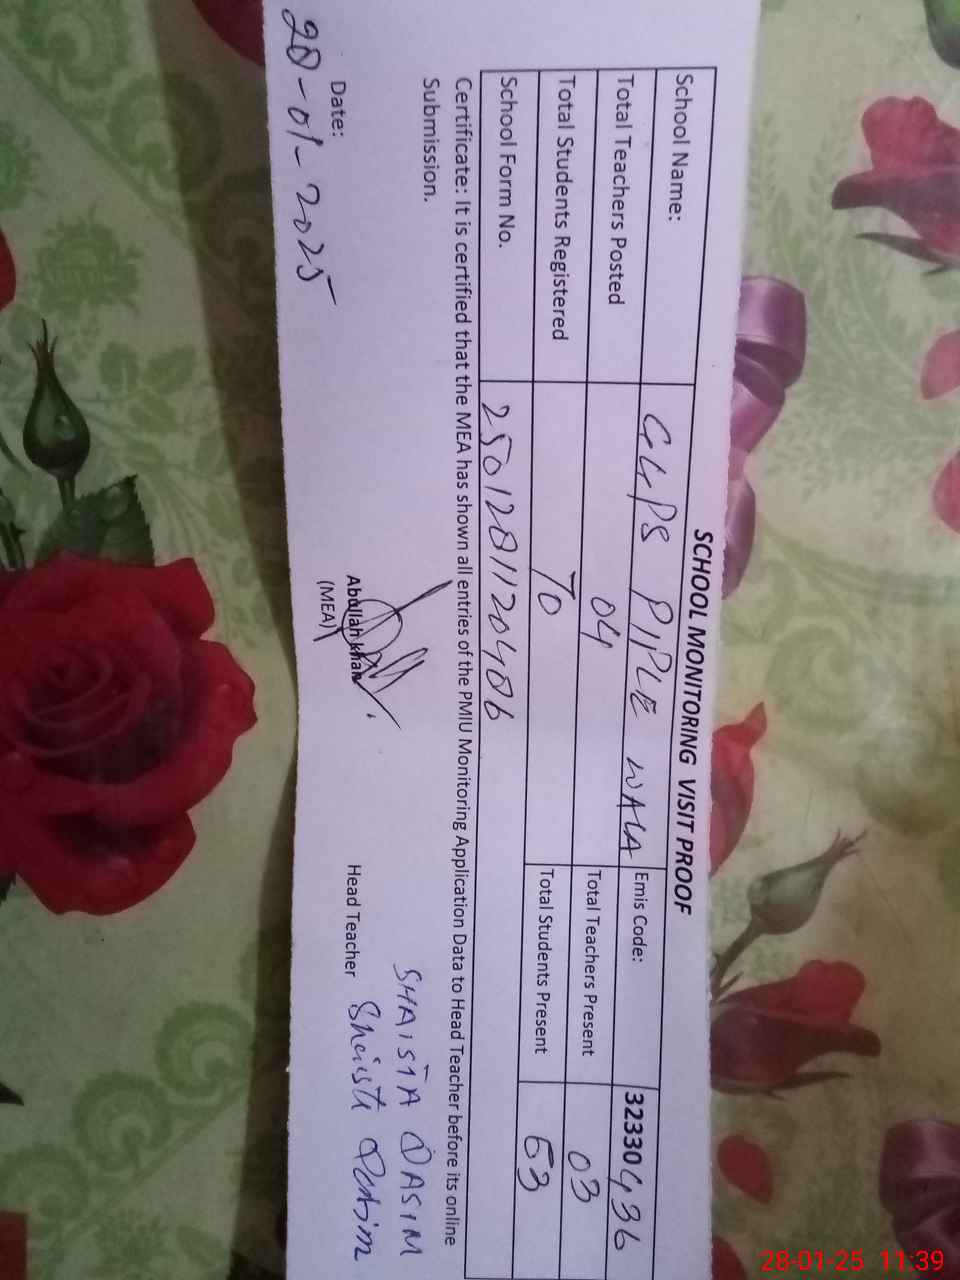 SCHOOL MONITORING VISIT PROOF
School Name: GGPS PIPLE WALA Emis Code: 32330436
Total Teachers Posted 04 Total Teachers Present 03
Total Students Registered 70 Total Students Present 53
School Form No. 2501281120406
Certificate: It is certified that the MEA has shown all entries of the PMIU Monitoring Application Data to Head Teacher before its online
Submission.
SHAISTA QASIM
Date: Abdullah khan Head Teacher Shaista Qasim
(MEA)
28-01-2025
28-01-25 11:39